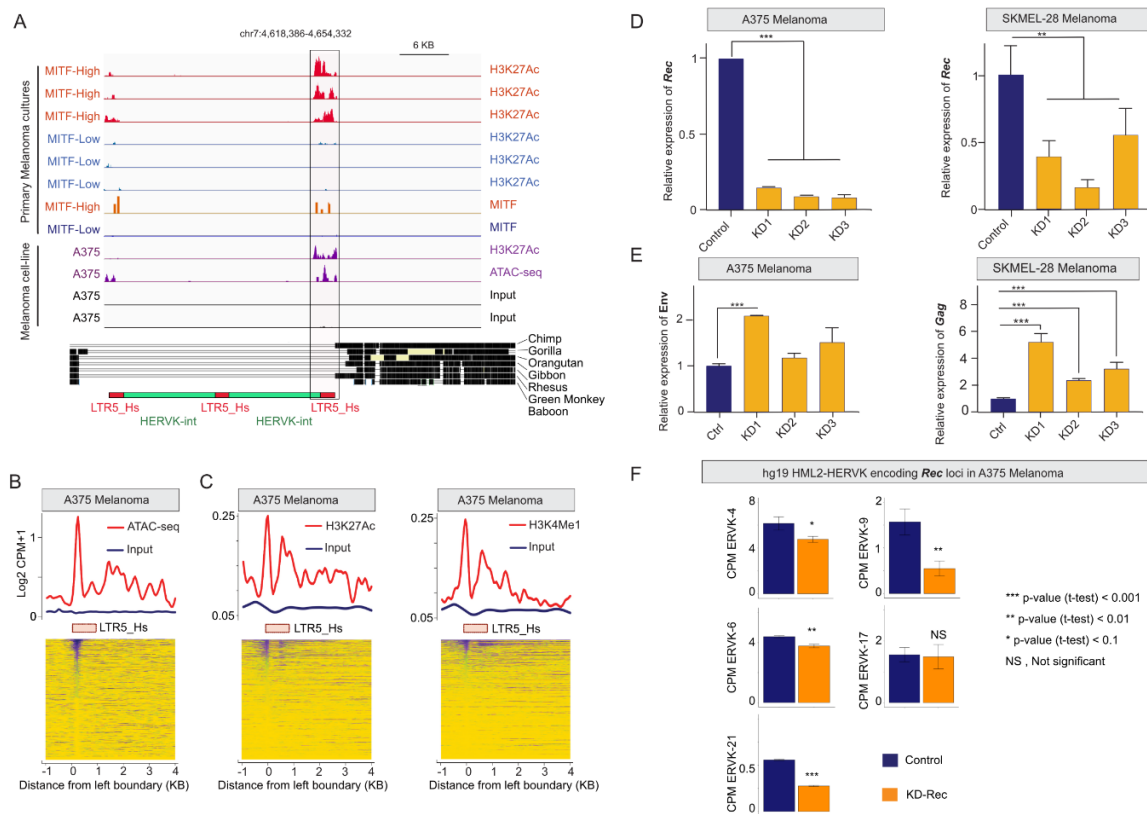 A
chr7:4,618,386-4,654,332
6 KB
Primary Melanoma cultures
Melanoma cell-line
MITF-High
H3K27Ac
MITF-High
H3K27Ac
MITF-High
H3K27Ac
MITF-Low
H3K27Ac
MITF-Low
H3K27Ac
MITF-Low
H3K27Ac
MITF-High
MITF
MITF-Low
MITF
A375
H3K27Ac
A375
ATAC-seq
A375
Input
A375
Input
Chimp
Gorilla
Orangutan
Gibbon
Rhesus
Green Monkey
Baboon
LTR5_Hs
LTR5_Hs
LTR5_Hs
HERVK-int
HERVK-int
B
A375 Melanoma
Log2 CPM+1
1
0
ATAC-seq
Input
LTR5_Hs
-1 0 1 2 3 4
Distance from left boundary (KB)
C
A375 Melanoma
0.25
0.05
H3K27Ac
Input
LTR5_Hs
-1 0 1 2 3 4
Distance from left boundary (KB)
A375 Melanoma
0.25
0.05
H3K4Me1
Input
LTR5_Hs
-1 0 1 2 3 4
Distance from left boundary (KB)
D
A375 Melanoma
Relative expression of Rec
1
0.5
0
***
Control
KD1
KD2
KD3
SKMEL-28 Melanoma
Relative expression of Rec
1
0.5
0
**
Control
KD1
KD2
KD3
E
A375 Melanoma
Relative expression of Env
2
1
0
***
Ctrl
KD1
KD2
KD3
SKMEL-28 Melanoma
Relative expression of Gag
8
6
4
2
0
***
***
***
Ctrl
KD1
KD2
KD3
F
hg19 HML2-HERVK encoding Rec loci in A375 Melanoma
CPM ERVK-4
8
4
0
*
CPM ERVK-9
2
1
0
**
CPM ERVK-6
4
2
0
**
CPM ERVK-17
2
1
0
NS
CPM ERVK-21
1
0.5
0
***
*** p-value (t-test) < 0.001
** p-value (t-test) < 0.01
* p-value (t-test) < 0.1
NS , Not significant
Control
KD-Rec